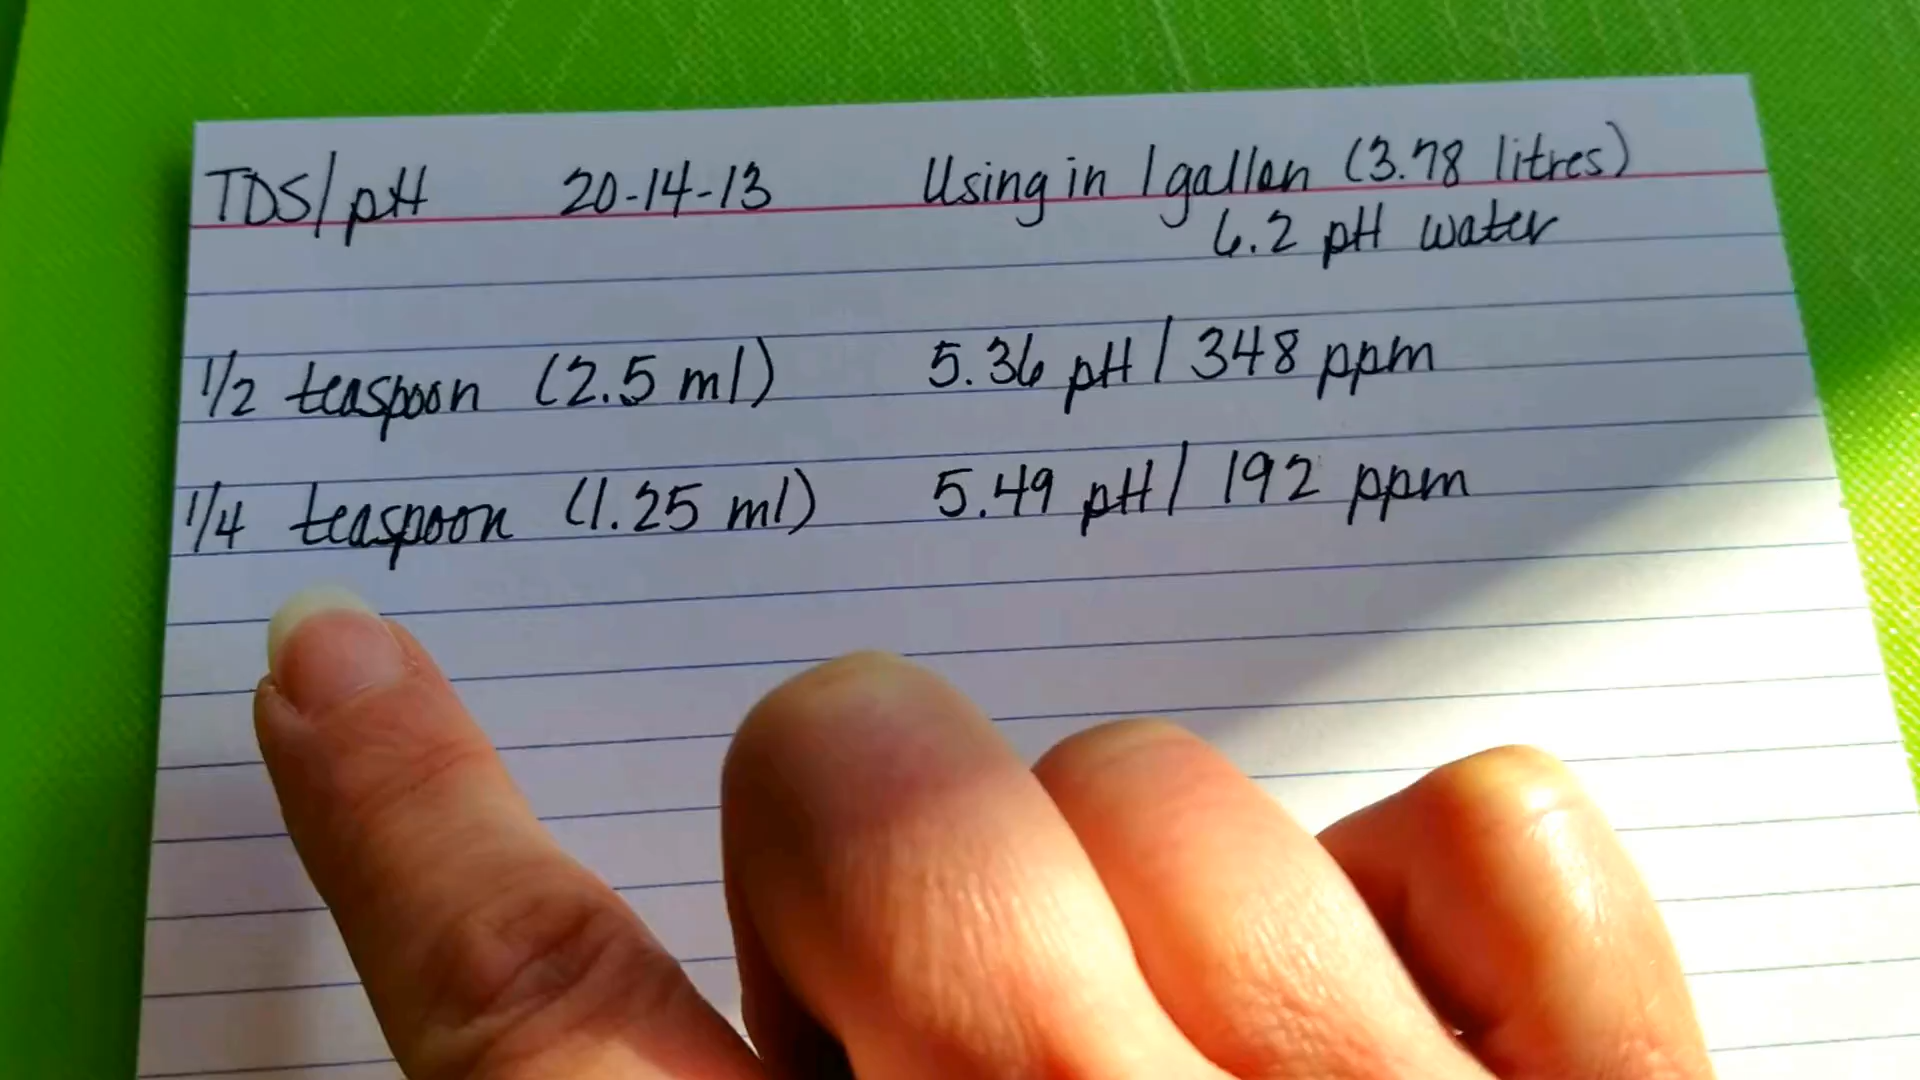 TDS/pH 20-14-13 Using in 1 gallon (3.78 litres)
6.2 pH water
1/2 teaspoon (2.5 ml) 5.36 pH / 348 ppm
1/4 teaspoon (1.25 ml) 5.49 pH / 192 ppm